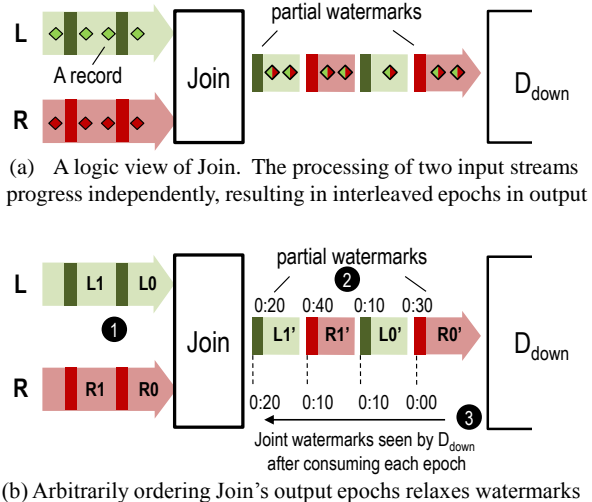 L
A record
R
Join
partial watermarks
D_down
(a) A logic view of Join. The processing of two input streams
progress independently, resulting in interleaved epochs in output
L
L1 L0
1
R
R1 R0
Join
partial watermarks
2
0:20 0:40 0:10 0:30
L1' R1' L0' R0'
0:20 0:10 0:10 0:00
3
Joint watermarks seen by D_down
after consuming each epoch
D_down
(b) Arbitrarily ordering Join's output epochs relaxes watermarks